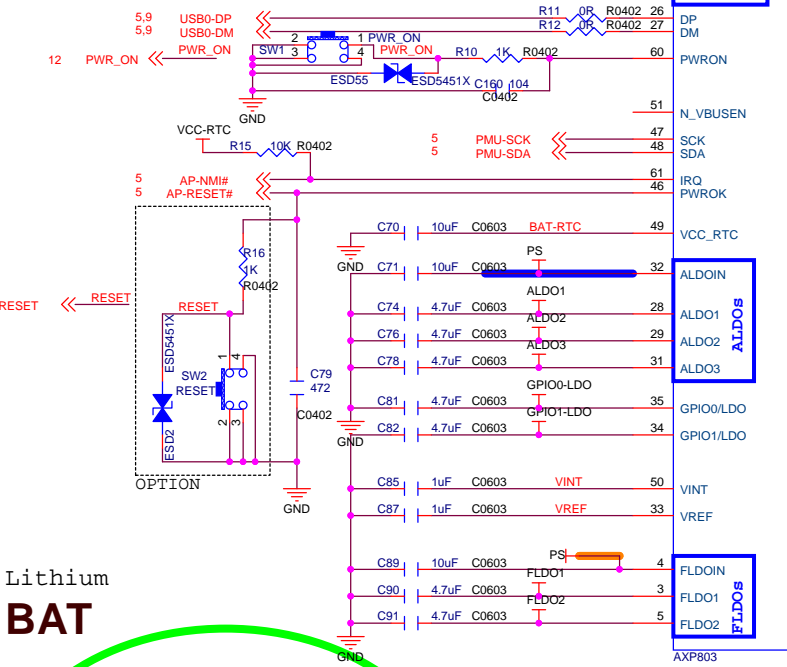 5,9 USB0-DP R11 0R R0402 26 DP
5,9 USB0-DM R12 0R R0402 27 DM
2 1 PWR_ON
12 PWR_ON PWR_ON SW1 3 4 PWR_ON R10 1K R0402 60 PWRON
ESD55 ESD5451X C160 104
C0402
GND
51 N_VBUSEN
VCC-RTC
5 PMU-SCK 47 SCK
R15 10K R0402 5 PMU-SDA 48 SDA
5 AP-NMI# 61 IRQ
5 AP-RESET# 46 PWROK
C70 10uF C0603 BAT-RTC 49 VCC_RTC
GND
R16
1K
R0402
PS
C71 10uF C0603 32 ALDOIN
ALDO1
RESET RESET RESET
C74 4.7uF C0603 28 ALDO1
ALDO2
C76 4.7uF C0603 29 ALDO2
ALDO3
C78 4.7uF C0603 31 ALDO3
ALDOs
ESD5451X
1 4
SW2
RESET
2 3
ESD2
C79
472
C0402
GPIO0-LDO
C81 4.7uF C0603 35 GPIO0/LDO
GPIO1-LDO
GND
C82 4.7uF C0603 34 GPIO1/LDO
OPTION
GND
C85 1uF C0603 VINT 50 VINT
C87 1uF C0603 VREF 33 VREF
PS
C89 10uF C0603 4 FLDOIN
FLDO1
C90 4.7uF C0603 3 FLDO1
FLDO2
C91 4.7uF C0603 5 FLDO2
FLDOs
GND
AXP803
Lithium
BAT